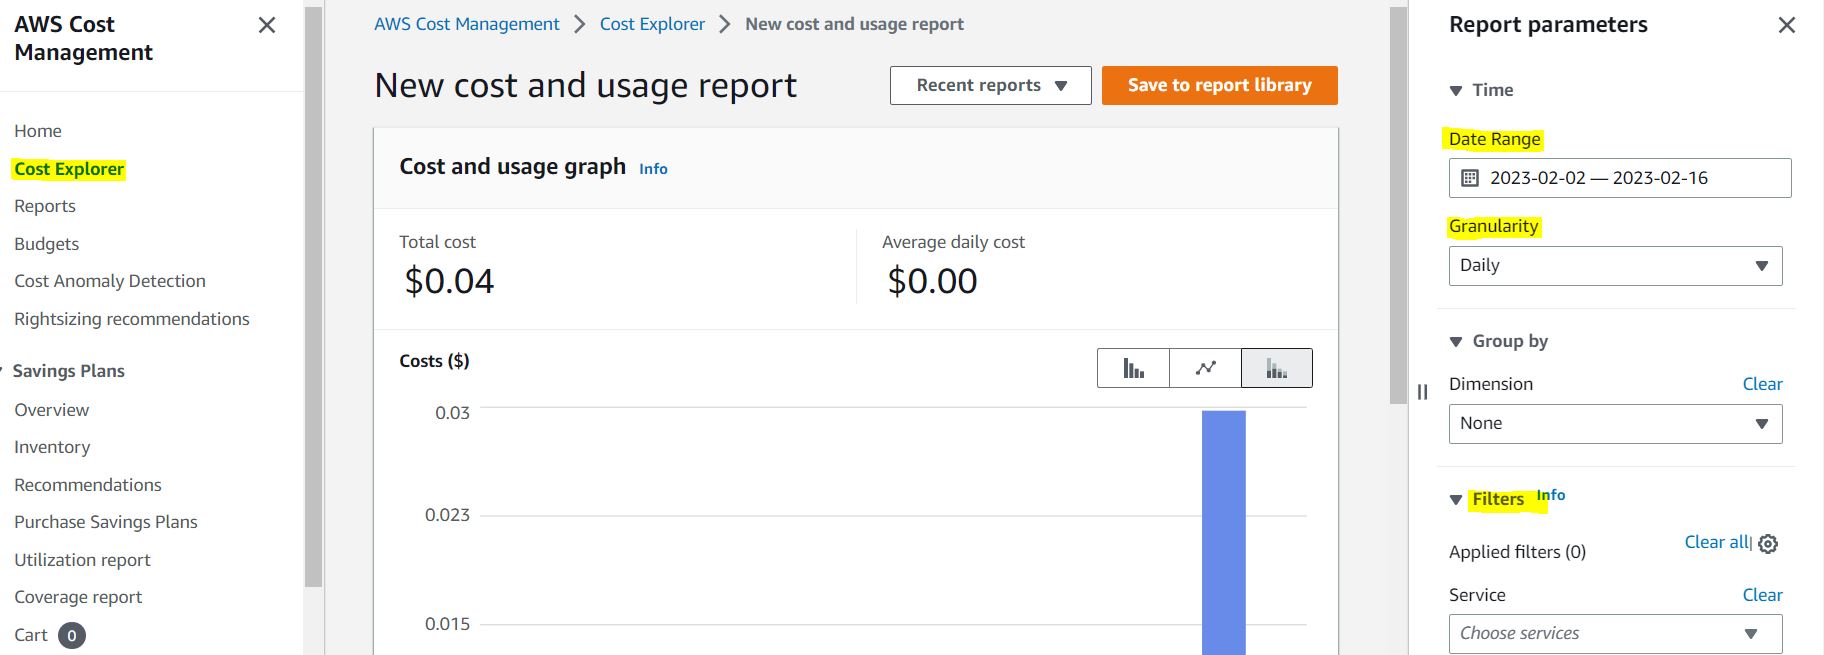 AWS Cost
Management
Home
Cost Explorer
Reports
Budgets
Cost Anomaly Detection
Rightsizing recommendations
Savings Plans
Overview
Inventory
Recommendations
Purchase Savings Plans
Utilization report
Coverage report
Cart 0
AWS Cost Management > Cost Explorer > New cost and usage report
New cost and usage report
Recent reports
Save to report library
Cost and usage graph Info
Total cost
$0.04
Average daily cost
$0.00
Costs ($)
0.03
0.023
0.015
Report parameters
Time
Date Range
2023-02-02 — 2023-02-16
Granularity
Daily
Group by
Dimension Clear
None
Filters Info
Applied filters (0) Clear all
Service Clear
Choose services